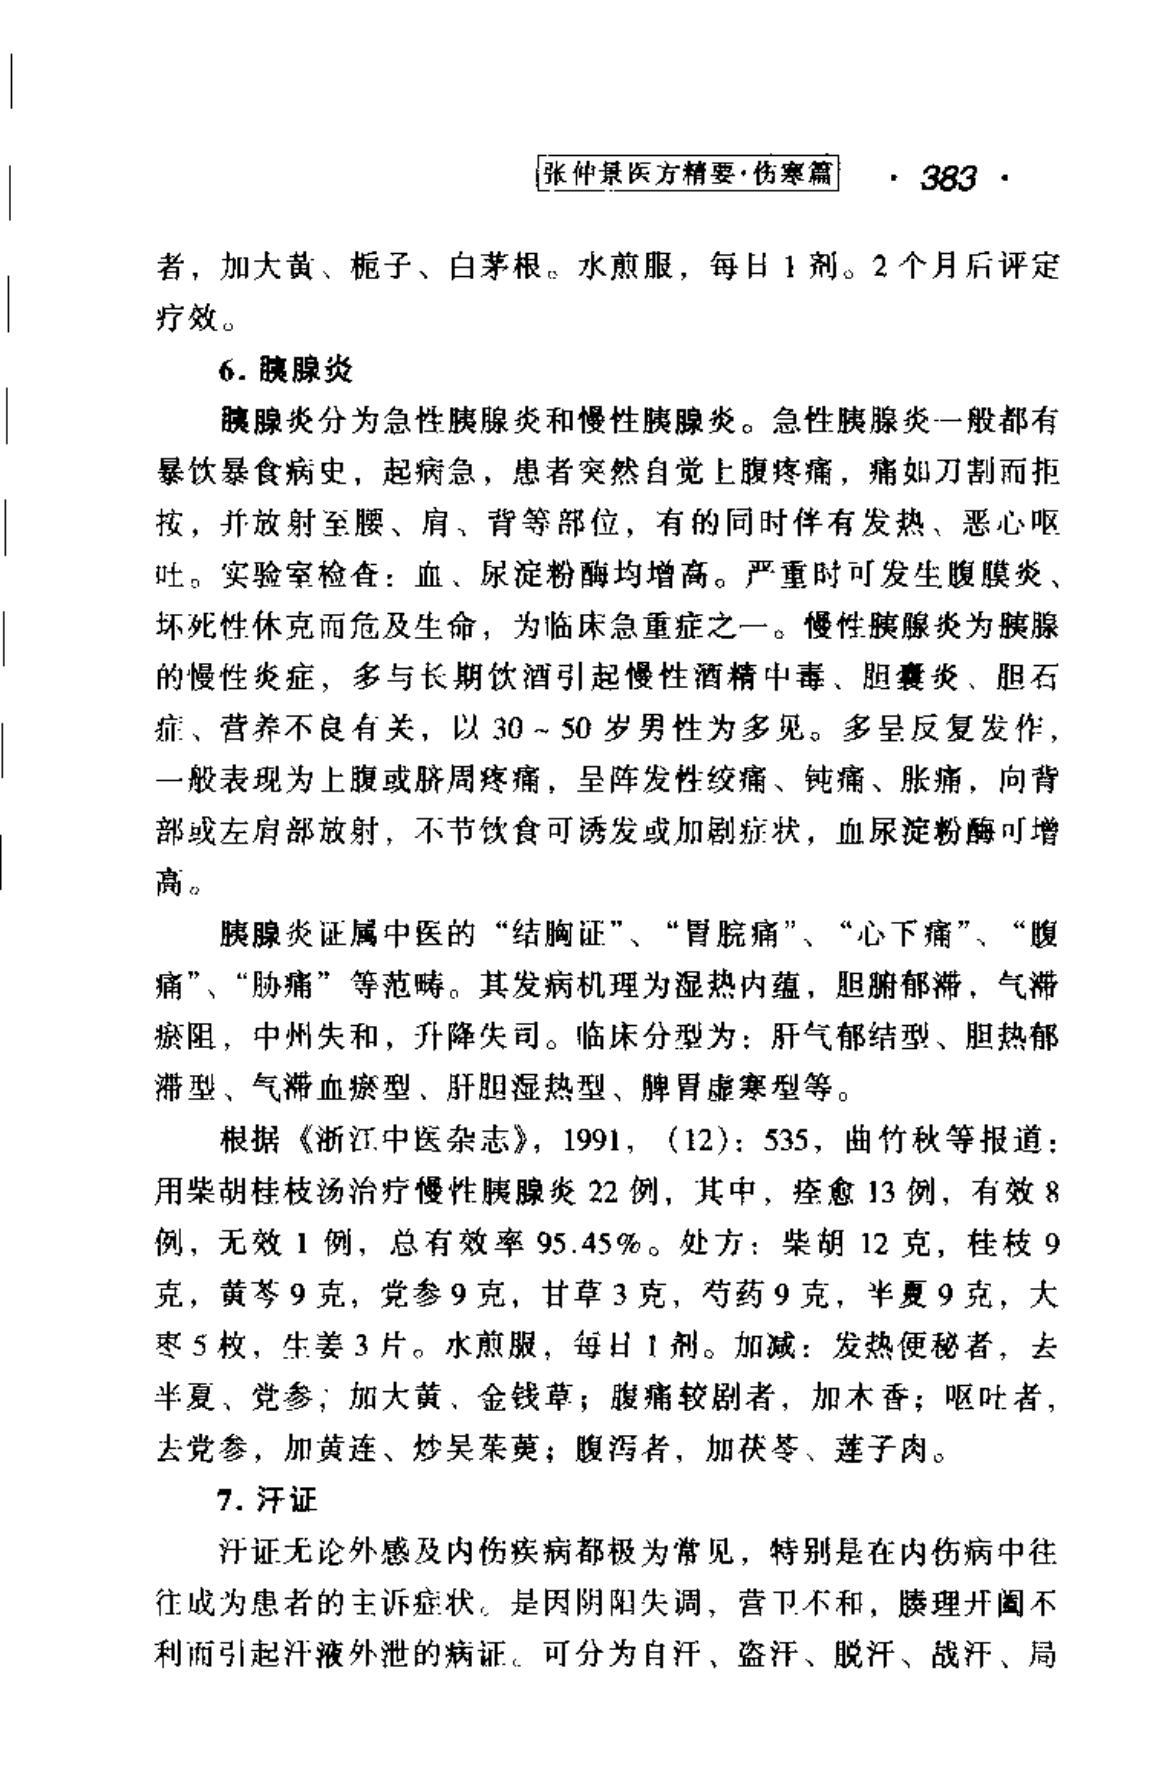 张仲景医方精要·伤寒篇 · 383 ·
者，加大黄、栀子、白茅根。水煎服，每日1剂。2个月后评定
疗效。
6. 胰腺炎
胰腺炎分为急性胰腺炎和慢性胰腺炎。急性胰腺炎一般都有
暴饮暴食病史，起病急，患者突然自觉上腹疼痛，痛如刀割而拒
按，并放射至腰、肩、背等部位，有的同时伴有发热、恶心呕
吐。实验室检查：血、尿淀粉酶均增高。严重时可发生腹膜炎、
坏死性休克而危及生命，为临床急重症之一。慢性胰腺炎为胰腺
的慢性炎症，多与长期饮酒引起慢性酒精中毒、胆囊炎、胆石
症、营养不良有关，以30～50岁男性为多见。多呈反复发作，
一般表现为上腹或脐周疼痛，呈阵发性绞痛、钝痛、胀痛，向背
部或左肩部放射，不节饮食可诱发或加剧症状，血尿淀粉酶可增
高。
胰腺炎证属中医的“结胸证”、“胃脘痛”、“心下痛”、“腹
痛”、“胁痛”等范畴。其发病机理为湿热内蕴，胆腑郁滞，气滞
瘀阻，中州失和，升降失司。临床分型为：肝气郁结型、胆热郁
滞型、气滞血瘀型、肝胆湿热型、脾胃虚寒型等。
根据《浙江中医杂志》，1991，（12）：535，曲竹秋等报道：
用柴胡桂枝汤治疗慢性胰腺炎22例，其中，痊愈13例，有效8
例，无效1例，总有效率95.45%。处方：柴胡12克，桂枝9
克，黄芩9克，党参9克，甘草3克，芍药9克，半夏9克，大
枣5枚，生姜3片。水煎服，每日1剂。加减：发热便秘者，去
半夏、党参；加大黄、金钱草；腹痛较剧者，加木香；呕吐者，
去党参，加黄连、炒吴茱萸；腹泻者，加茯苓、莲子肉。
7. 汗证
汗证无论外感及内伤疾病都极为常见，特别是在内伤病中往
往成为患者的主诉症状。是因阴阳失调，营卫不和，腠理开阖不
利而引起汗液外泄的病证。可分为自汗、盗汗、脱汗、战汗、局